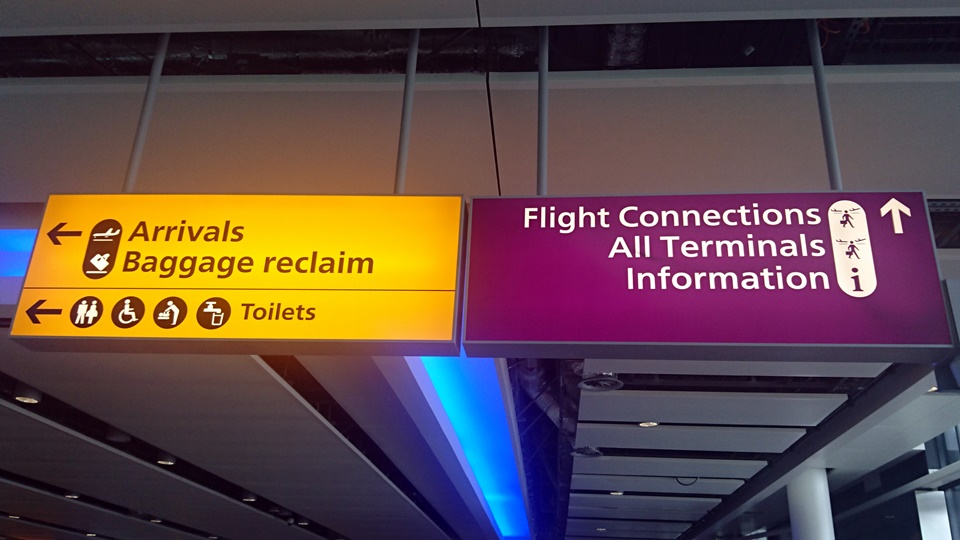 Arrivals
Baggage reclaim
Toilets
Flight Connections
All Terminals
Information
i